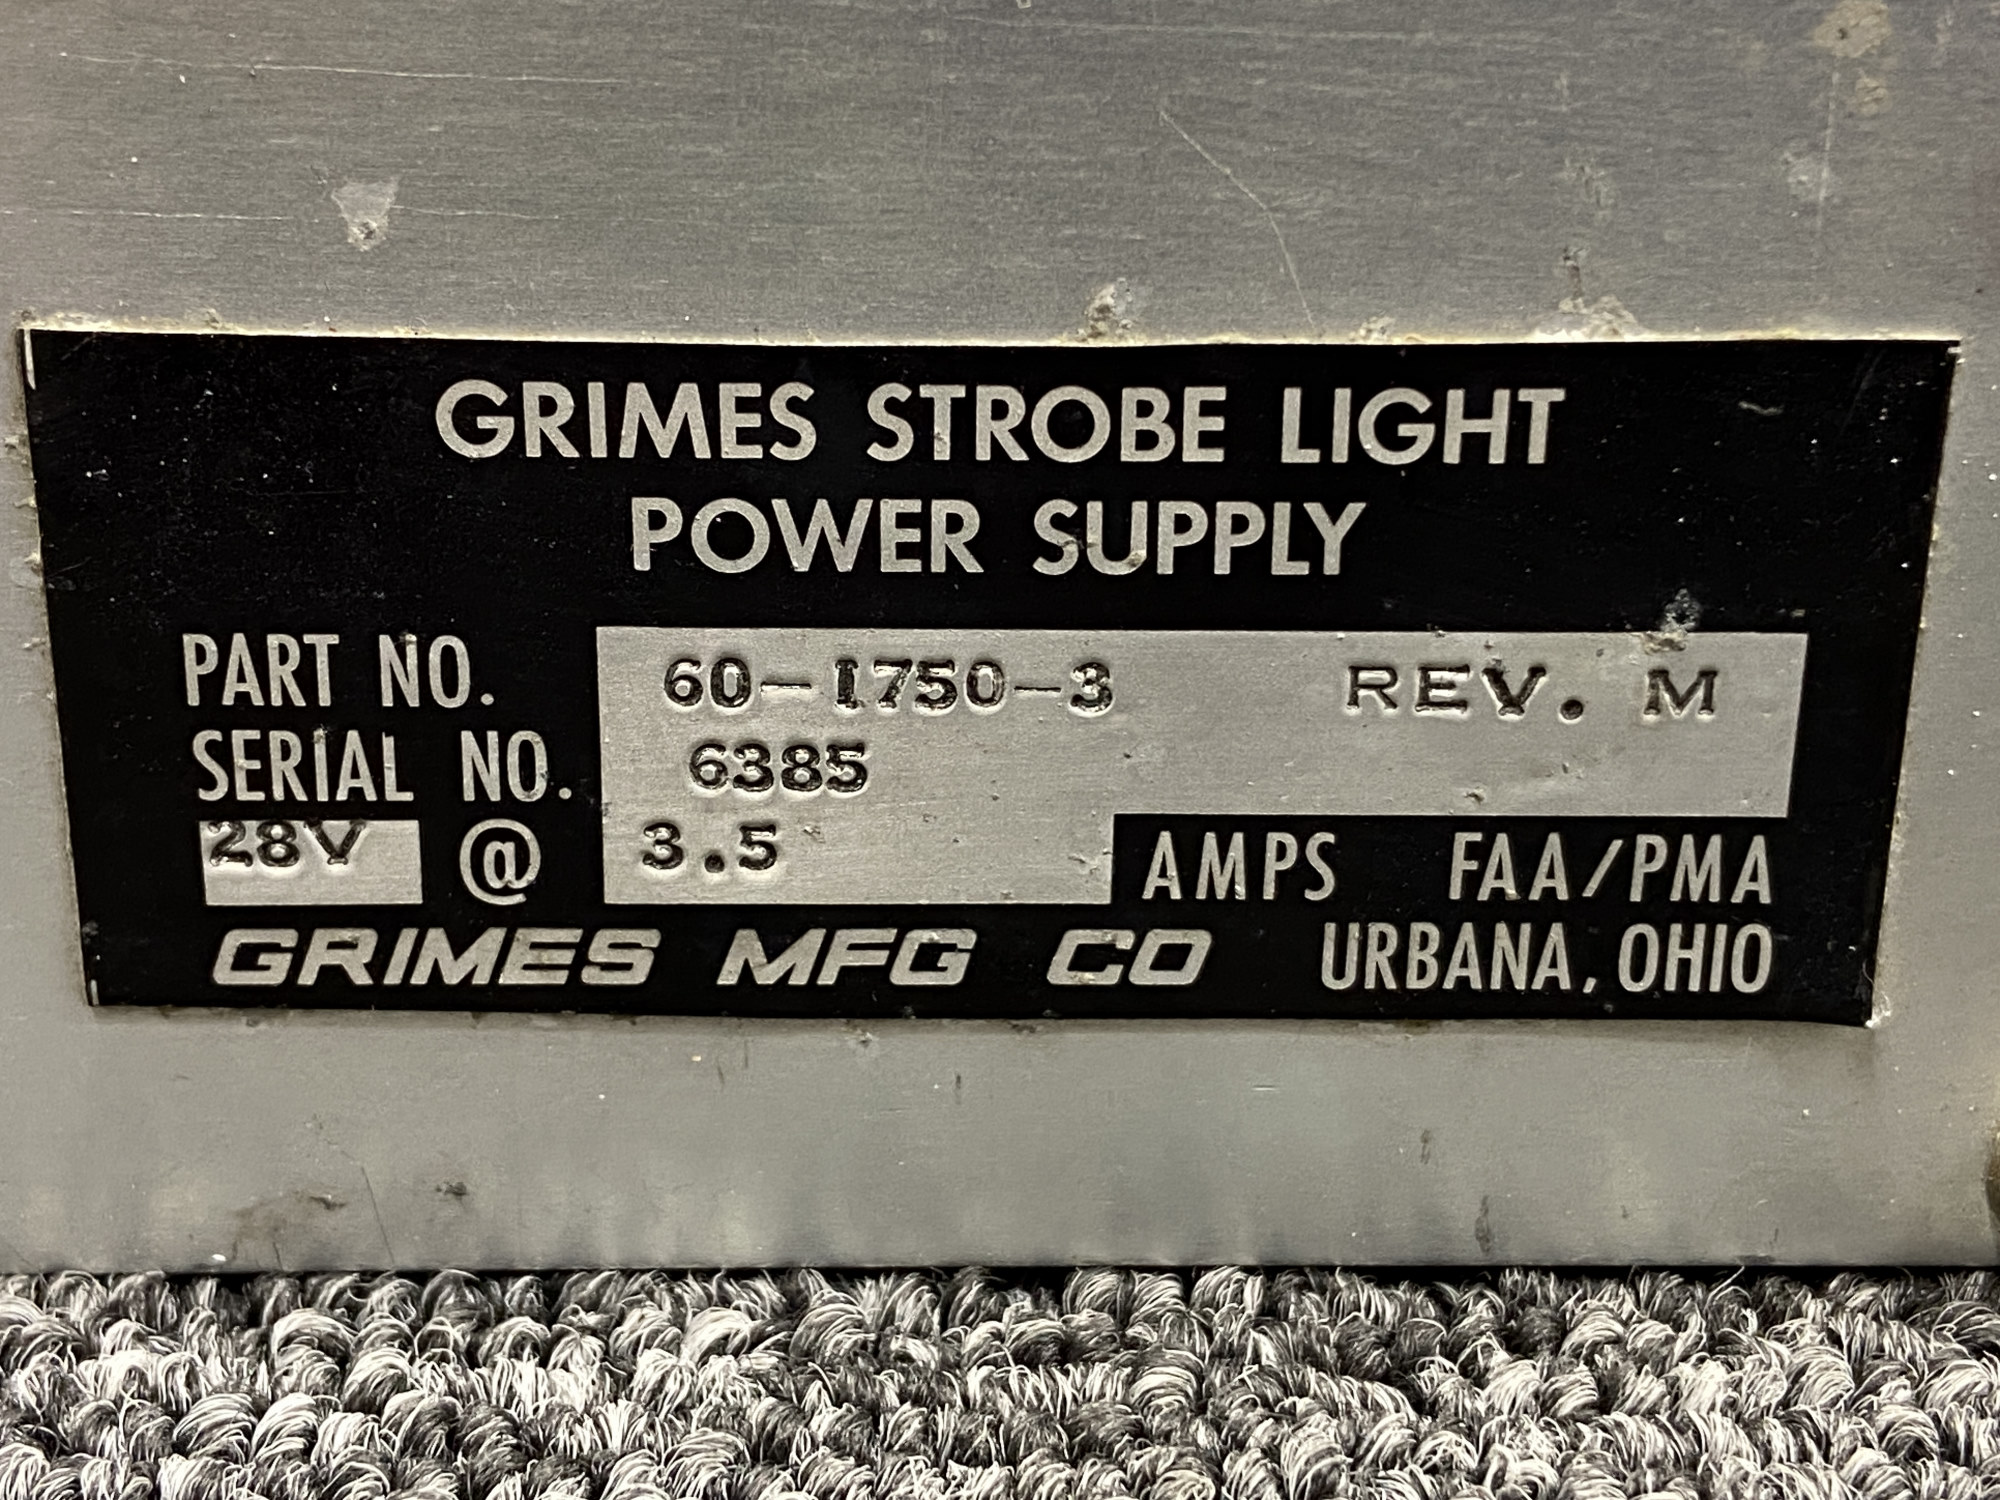 GRIMES STROBE LIGHT
POWER SUPPLY
PART NO. 60-1750-3 REV. M
SERIAL NO. 6385
28V @ 3.5 AMPS FAA/PMA
GRIMES MFG CO URBANA, OHIO